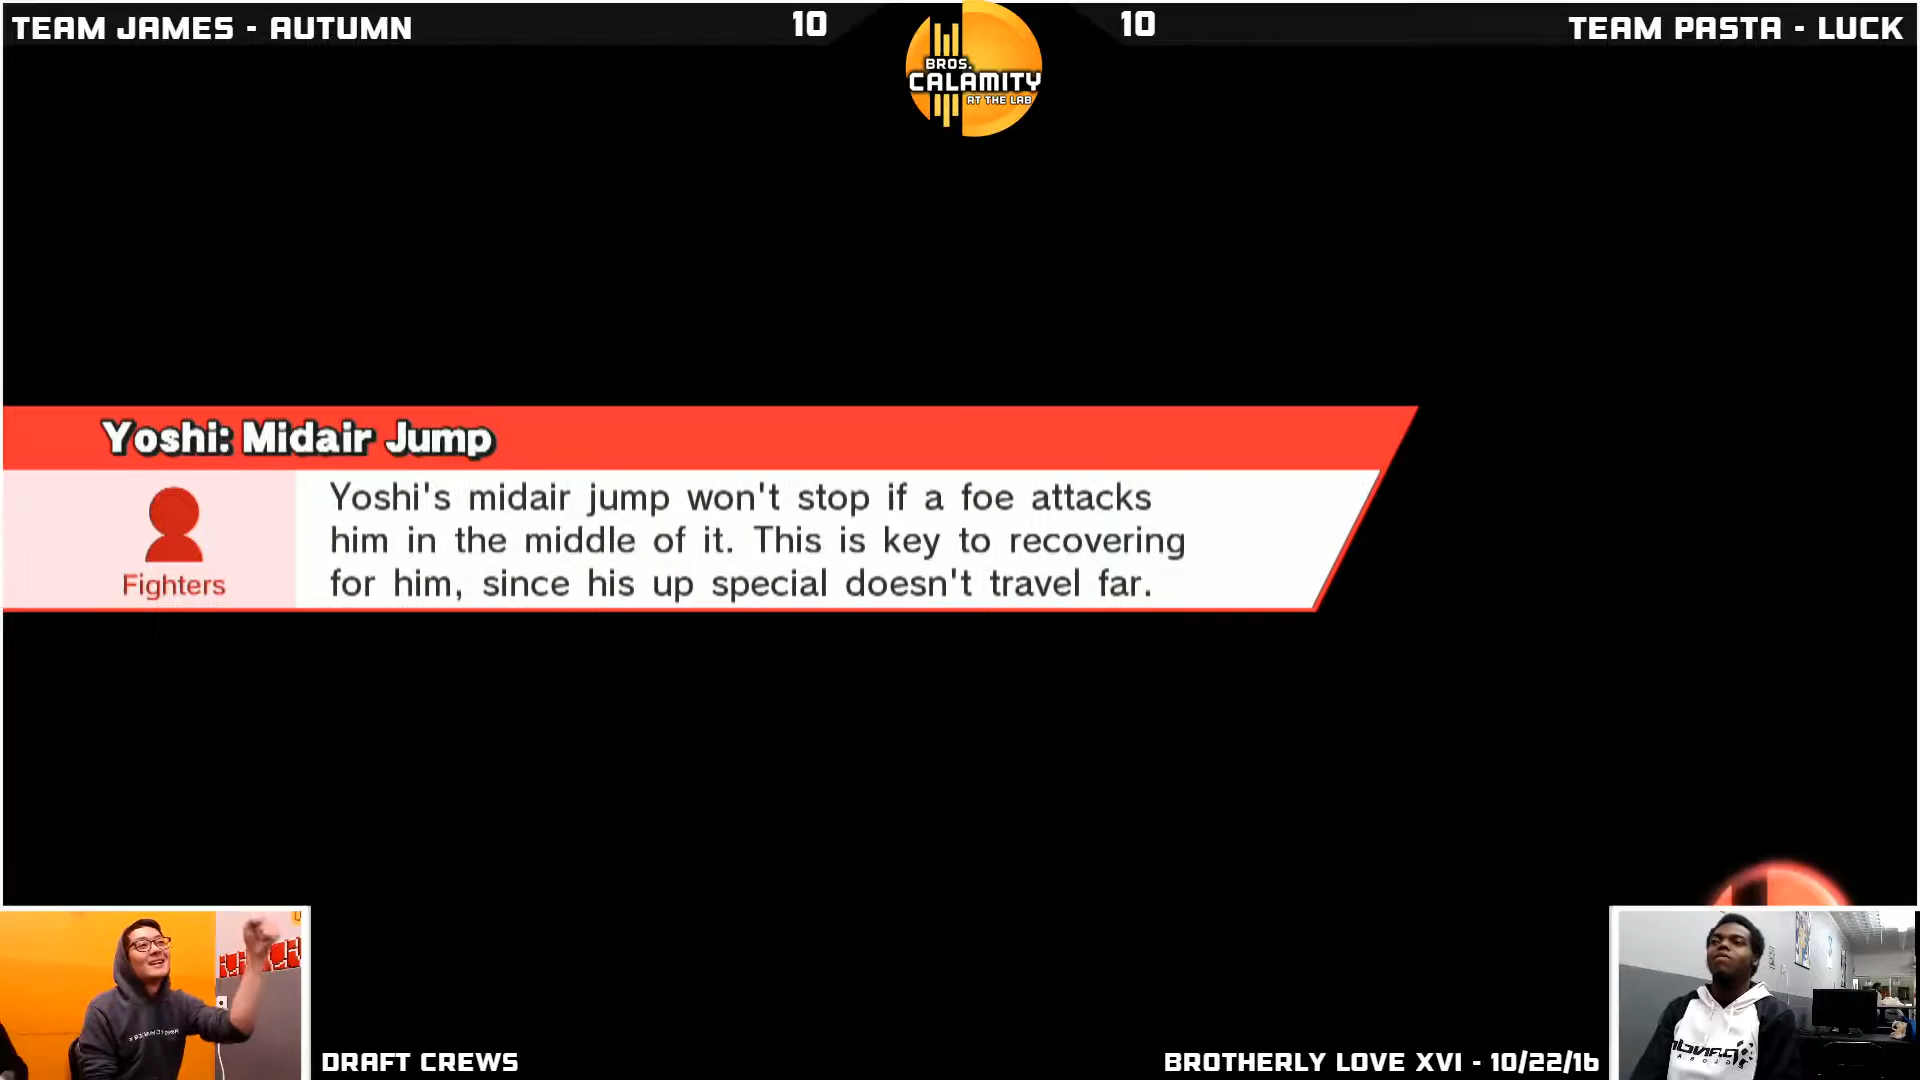 TEAM JAMES - AUTUMN
10
10
TEAM PASTA - LUCK
BROS.
CALAMITY
AT THE LAB
Yoshi: Midair Jump
Yoshi's midair jump won't stop if a foe attacks
him in the middle of it. This is key to recovering
for him, since his up special doesn't travel far.
Fighters
DRAFT CREWS
BROTHERLY LOVE XVI - 10/22/16